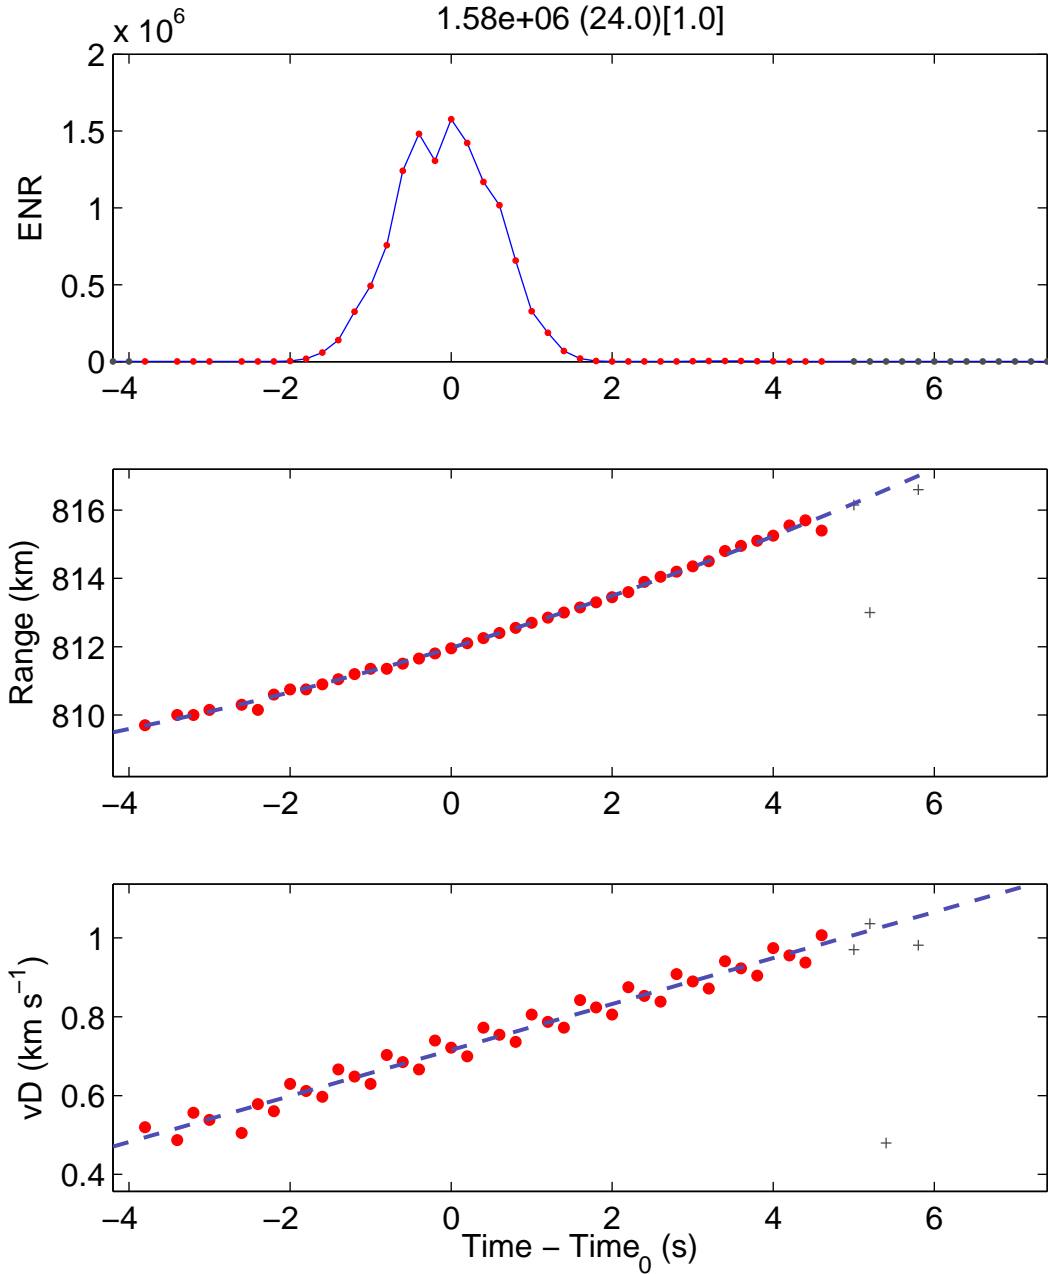 1.58e+06 (24.0)[1.0]
x 10^6
2
1.5
1
0.5
0
ENR
−4 −2 0 2 4 6
816
814
812
810
Range (km)
−4 −2 0 2 4 6
1
0.8
0.6
0.4
vD (km s^−1)
−4 −2 0 2 4 6
Time − Time_0 (s)